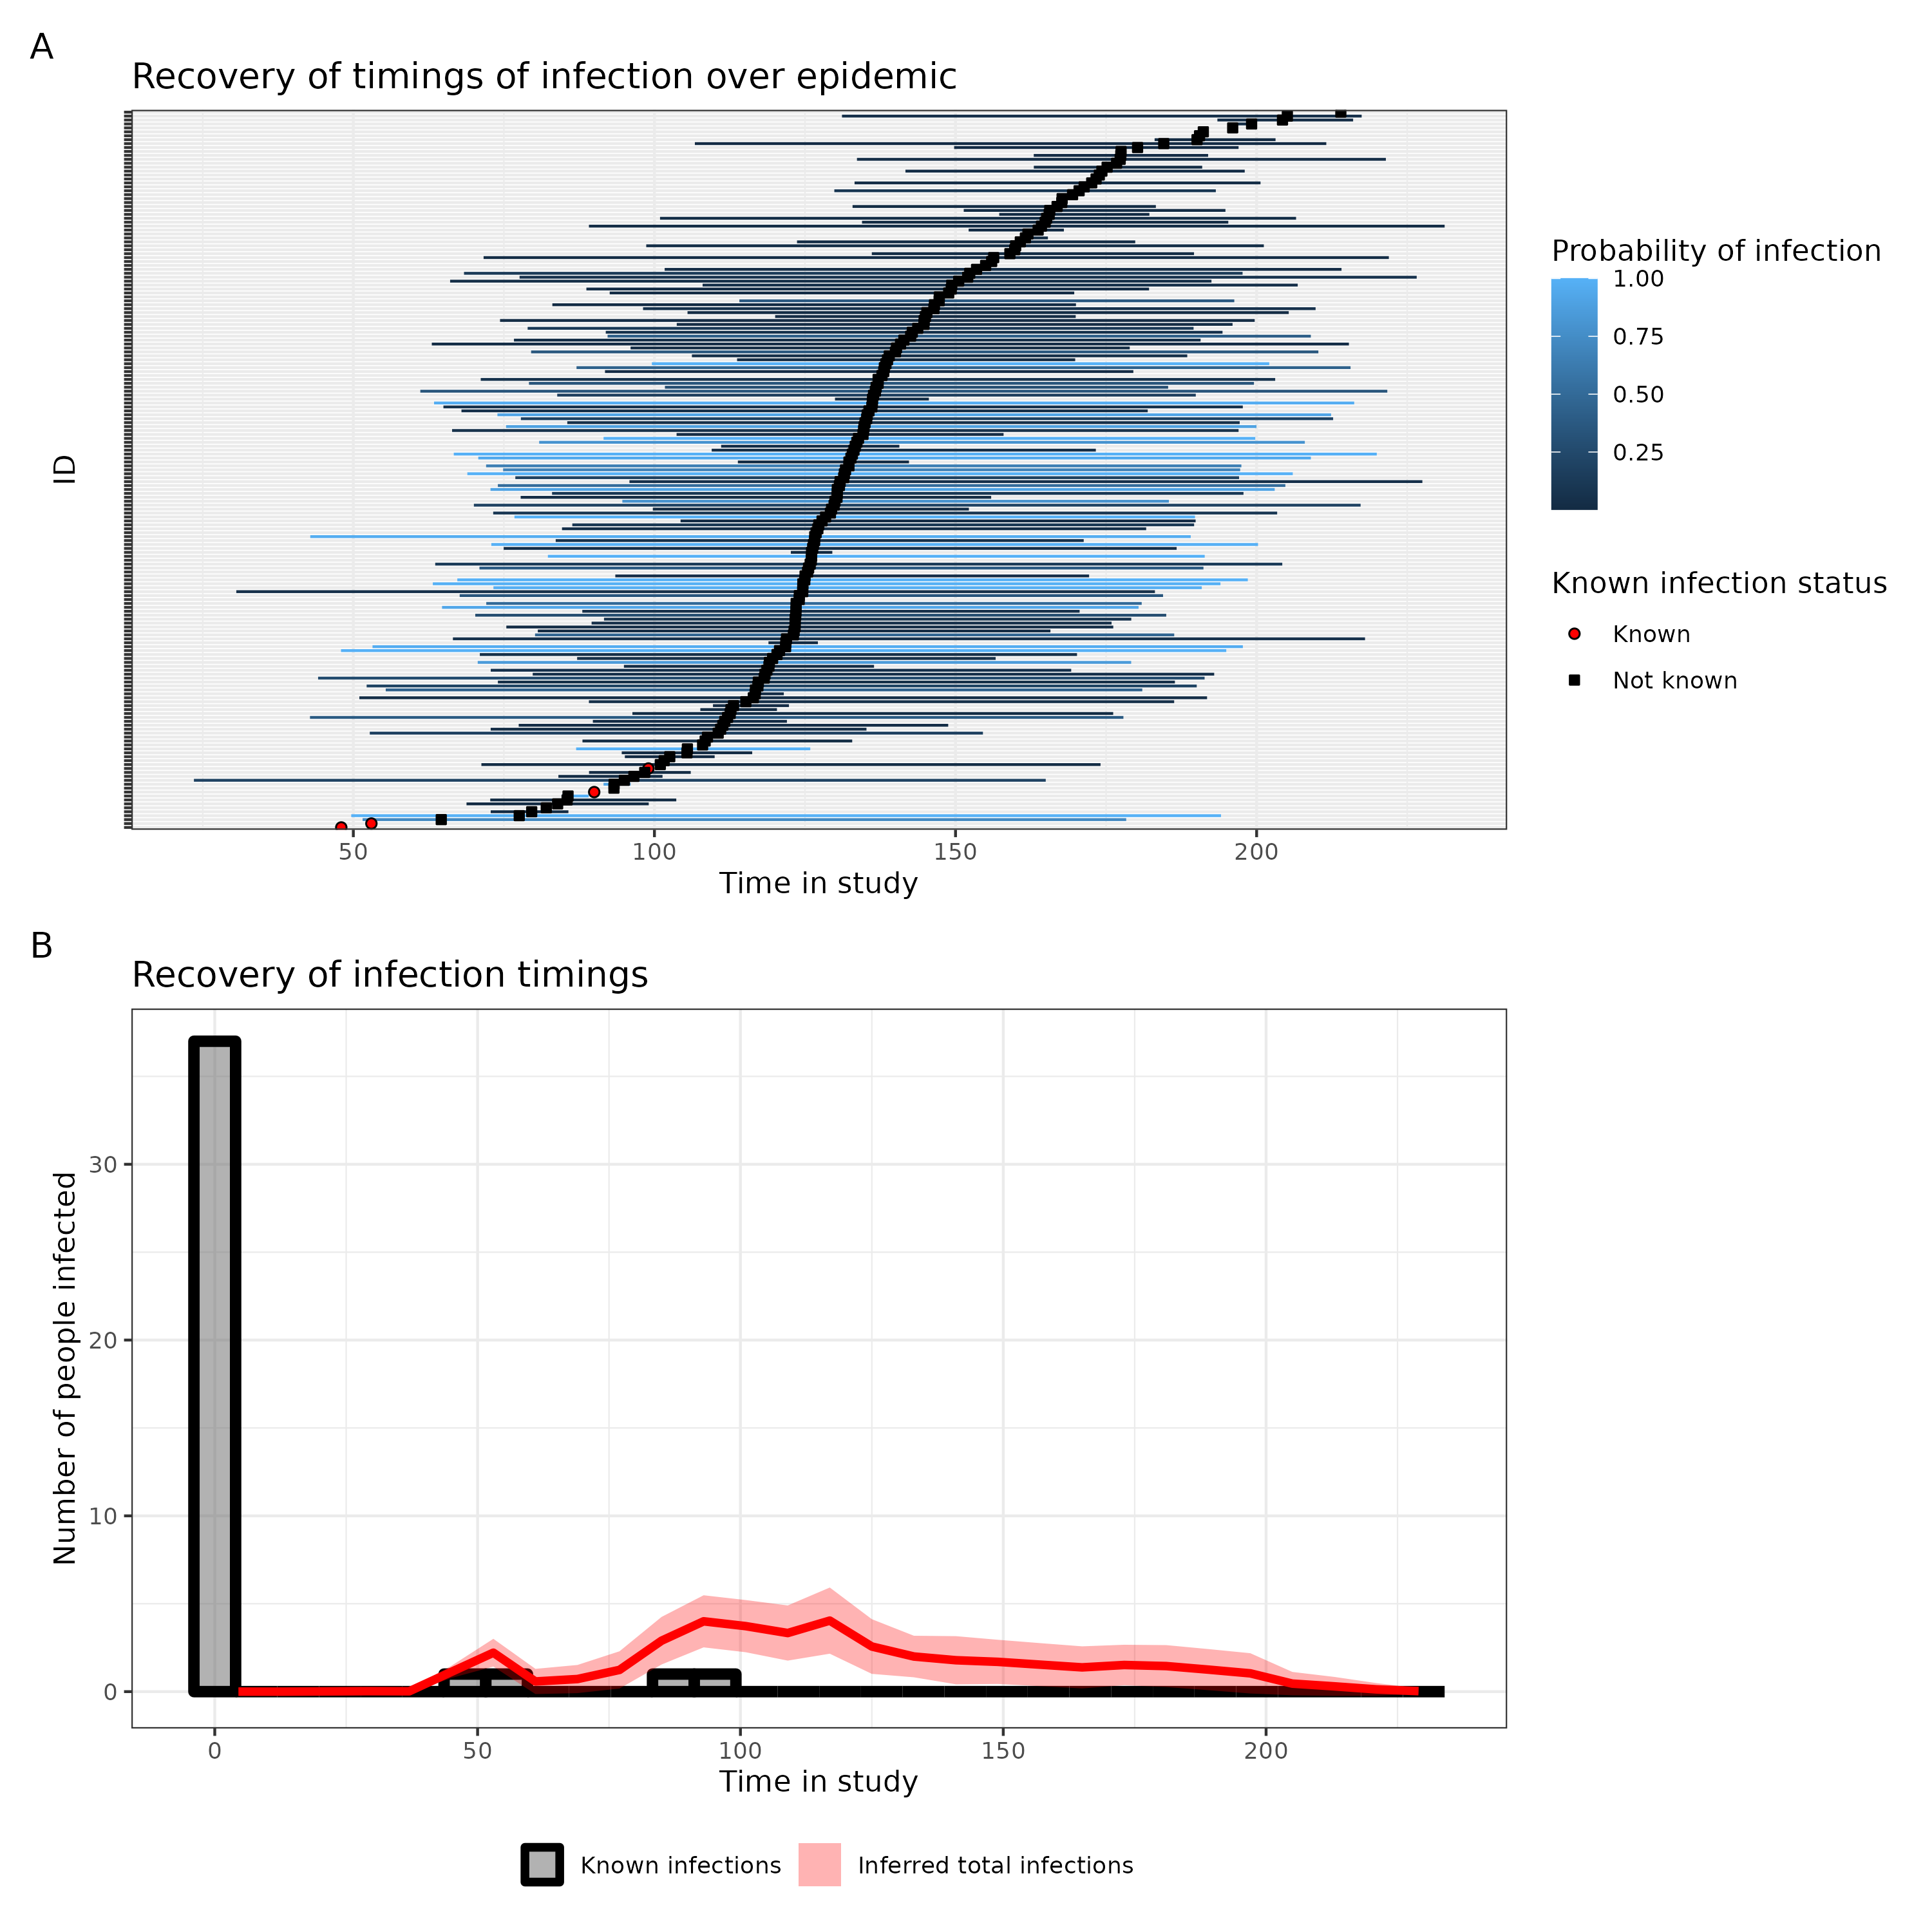 A
Recovery of timings of infection over epidemic
ID
50 100 150 200
Time in study
Probability of infection
1.00
0.75
0.50
0.25
Known infection status
Known
Not known
B
Recovery of infection timings
Number of people infected
30
20
10
0
0 50 100 150 200
Time in study
Known infections Inferred total infections